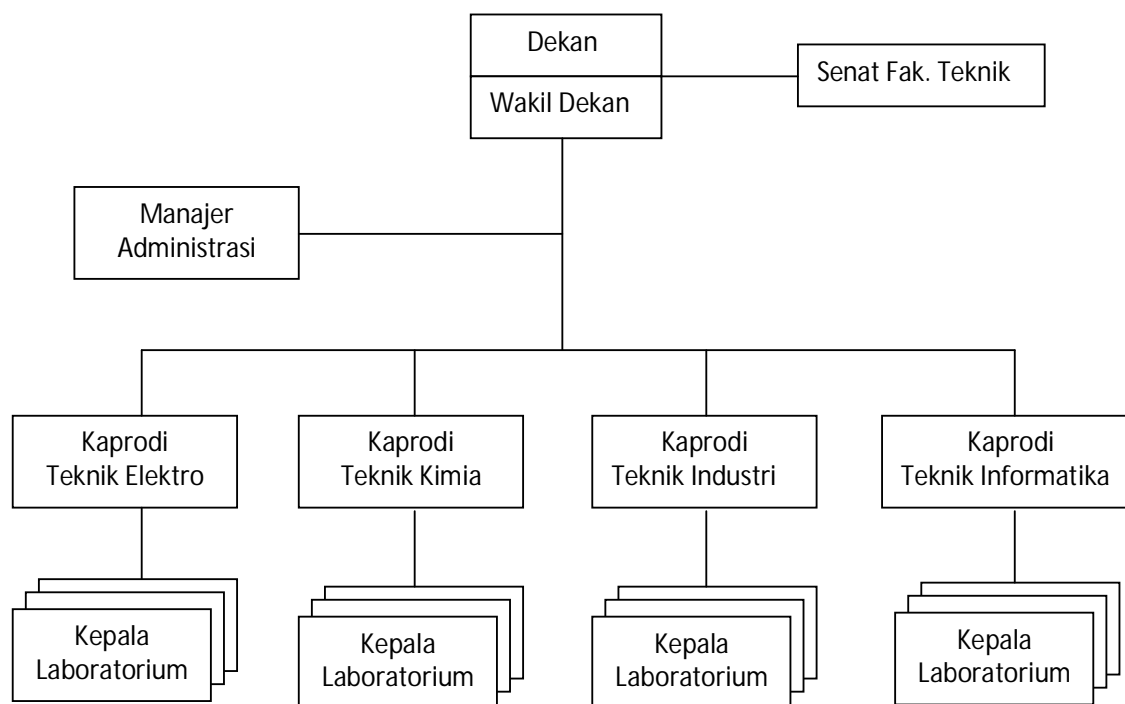 Dekan
Senat Fak. Teknik
Wakil Dekan
Manajer
Administrasi
Kaprodi
Teknik Elektro
Kaprodi
Teknik Kimia
Kaprodi
Teknik Industri
Kaprodi
Teknik Informatika
Kepala
Laboratorium
Kepala
Laboratorium
Kepala
Laboratorium
Kepala
Laboratorium